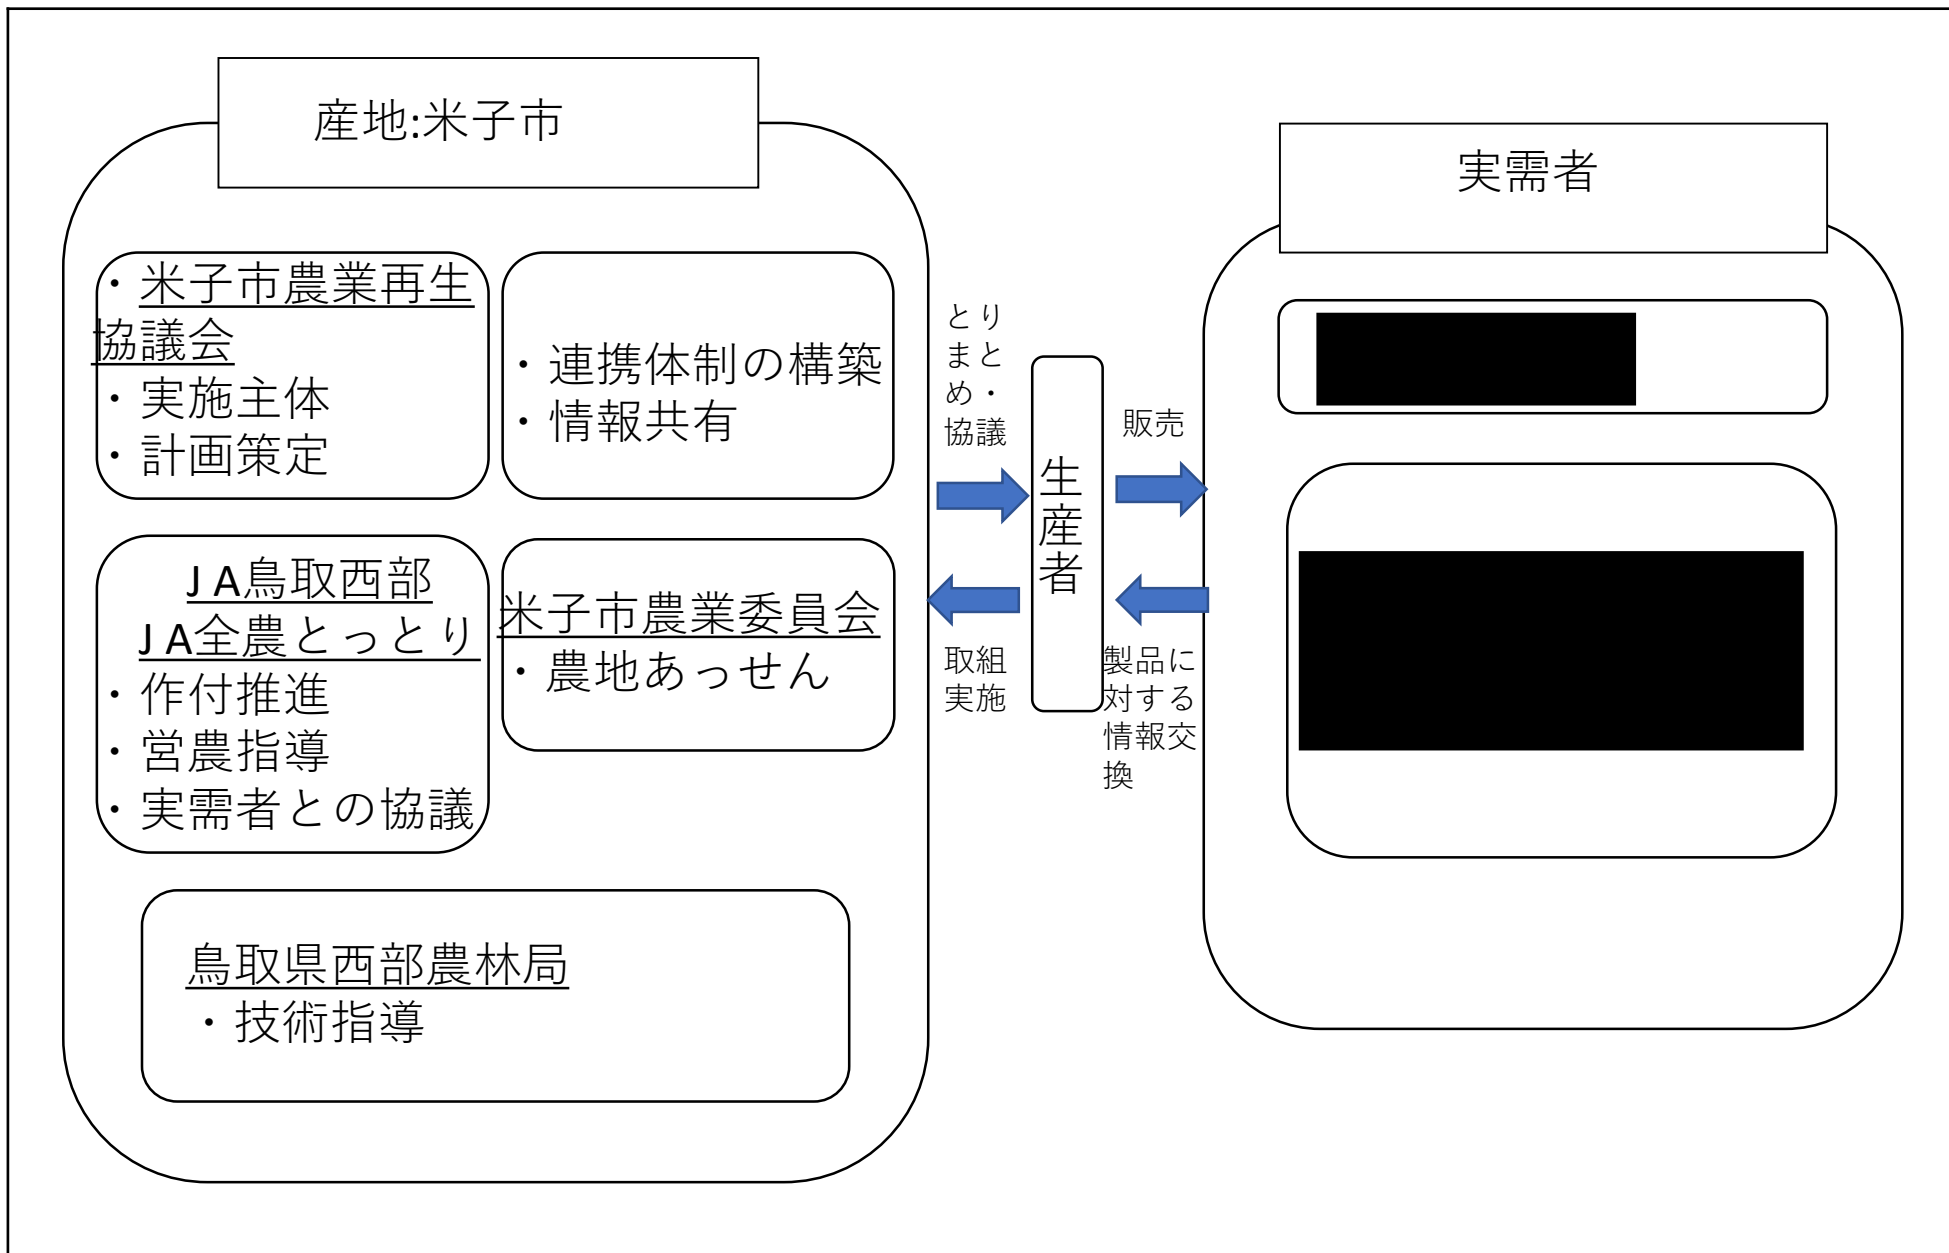 産地:米子市
・米子市農業再生
協議会
・実施主体
・計画策定
・連携体制の構築
・情報共有
ＪA鳥取西部
ＪA全農とっとり
・作付推進
・営農指導
・実需者との協議
米子市農業委員会
・農地あっせん
鳥取県西部農林局
・技術指導
とり
まと
め・
協議
取組
実施
生産者
販売
製品に
対する
情報交
換
実需者